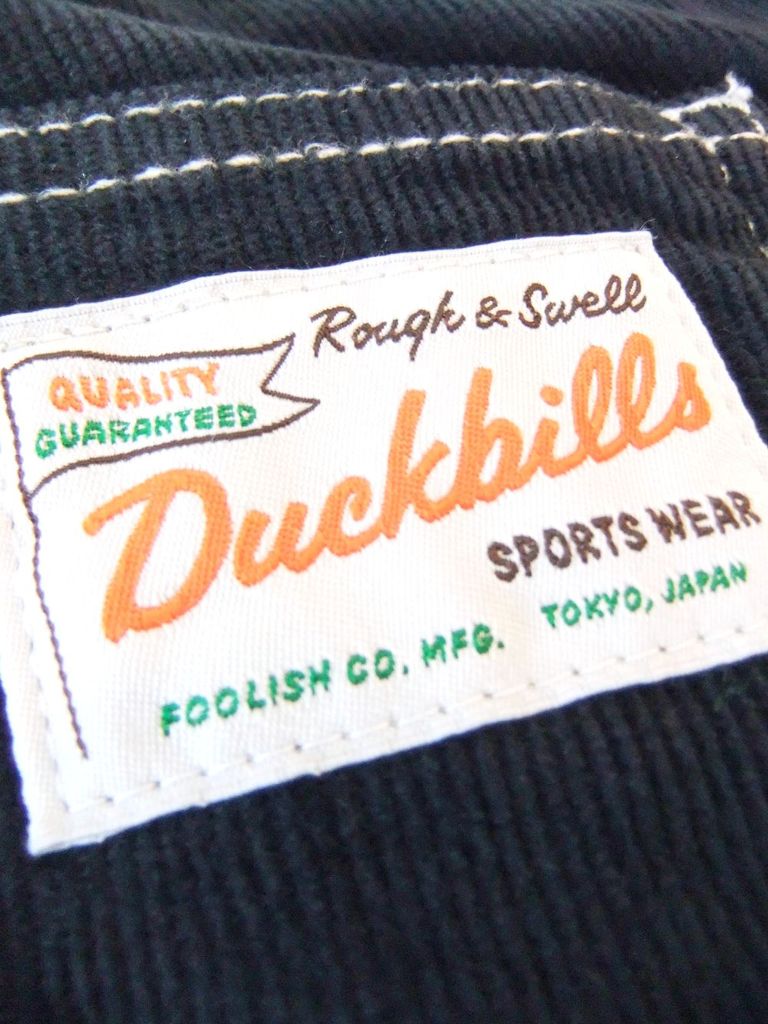 Rough & Swell
QUALITY
GUARANTEED
Duckbills
SPORTS WEAR
FOOLISH CO. MFG. TOKYO, JAPAN